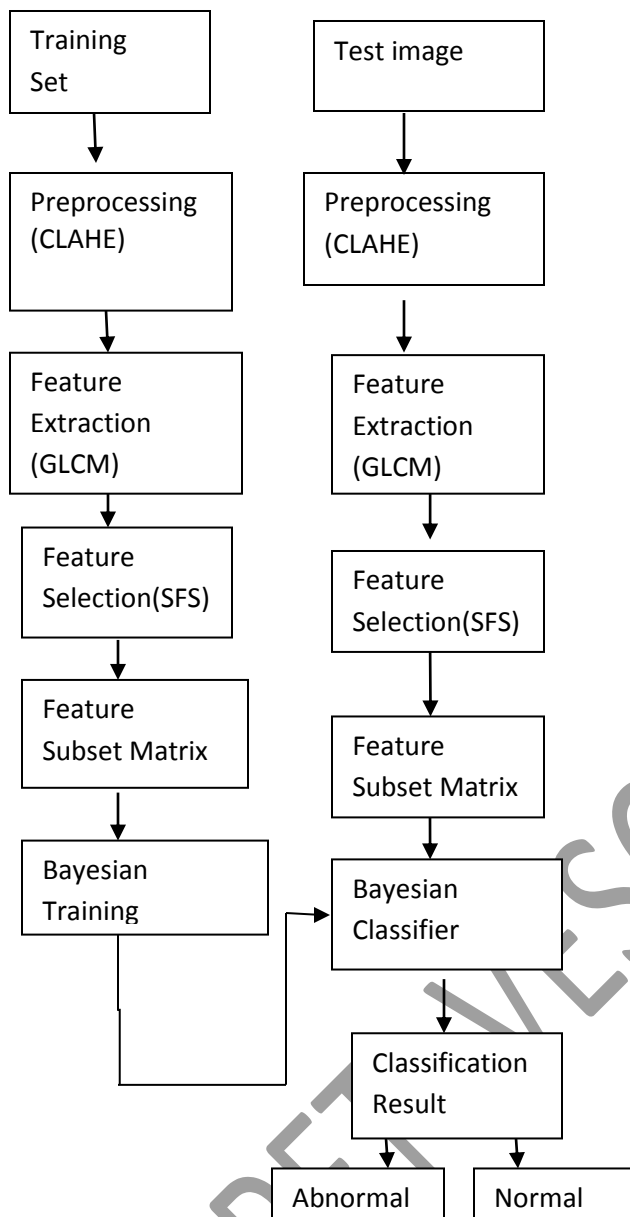 Training
Set
Preprocessing
(CLAHE)
Feature
Extraction
(GLCM)
Feature
Selection(SFS)
Feature
Subset Matrix
Bayesian
Training
Test image
Preprocessing
(CLAHE)
Feature
Extraction
(GLCM)
Feature
Selection(SFS)
Feature
Subset Matrix
Bayesian
Classifier
Classification
Result
Abnormal
Normal